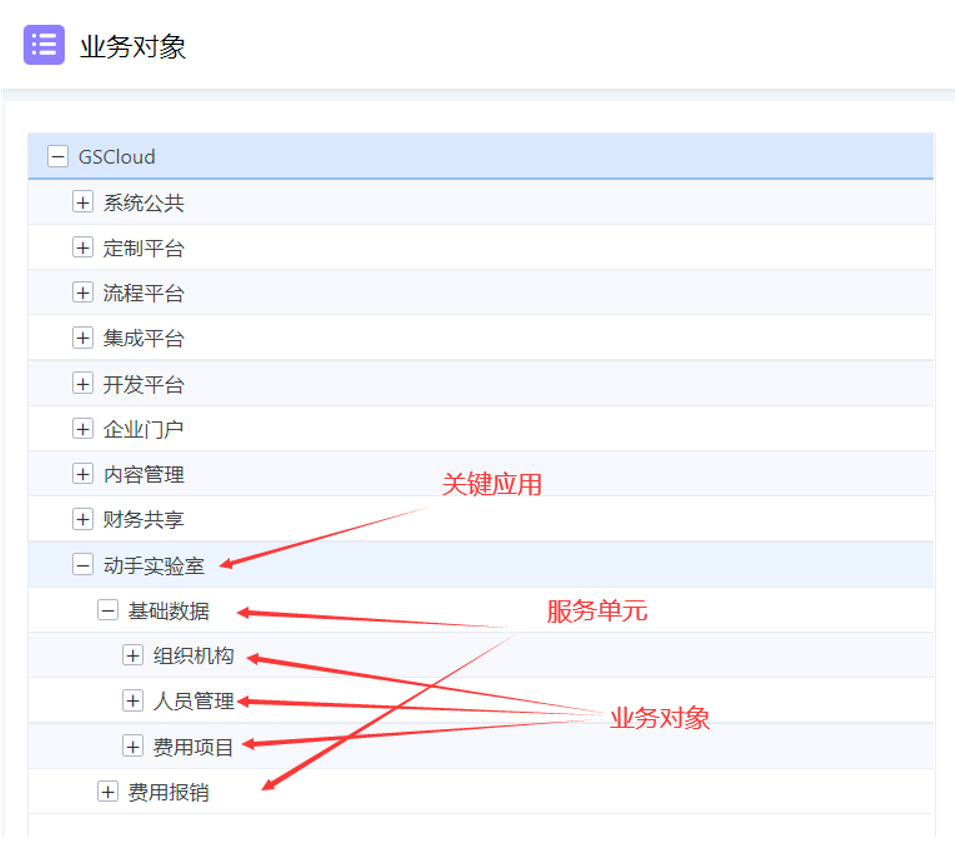 业务对象
GSCloud
系统公共
定制平台
流程平台
集成平台
开发平台
企业门户
内容管理
关键应用
财务共享
动手实验室
基础数据
服务单元
组织机构
人员管理
业务对象
费用项目
费用报销